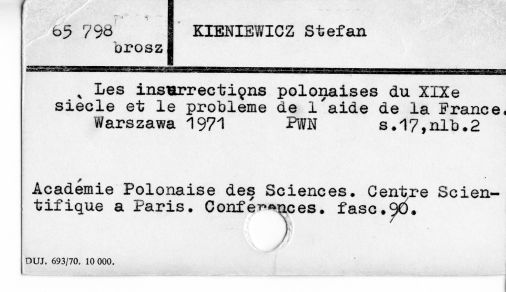 65 798
brosz
KIENIEWICZ Stefan
Les insurrections polonaises du XIXe
siècle et le problème de l'aide de la France.
Warszawa 1971 PWN s.17,nlb.2
Académie Polonaise des Sciences. Centre Scien-
tifique a Paris. Conférences. fasc.90.
DUJ. 693/70. 10 000.